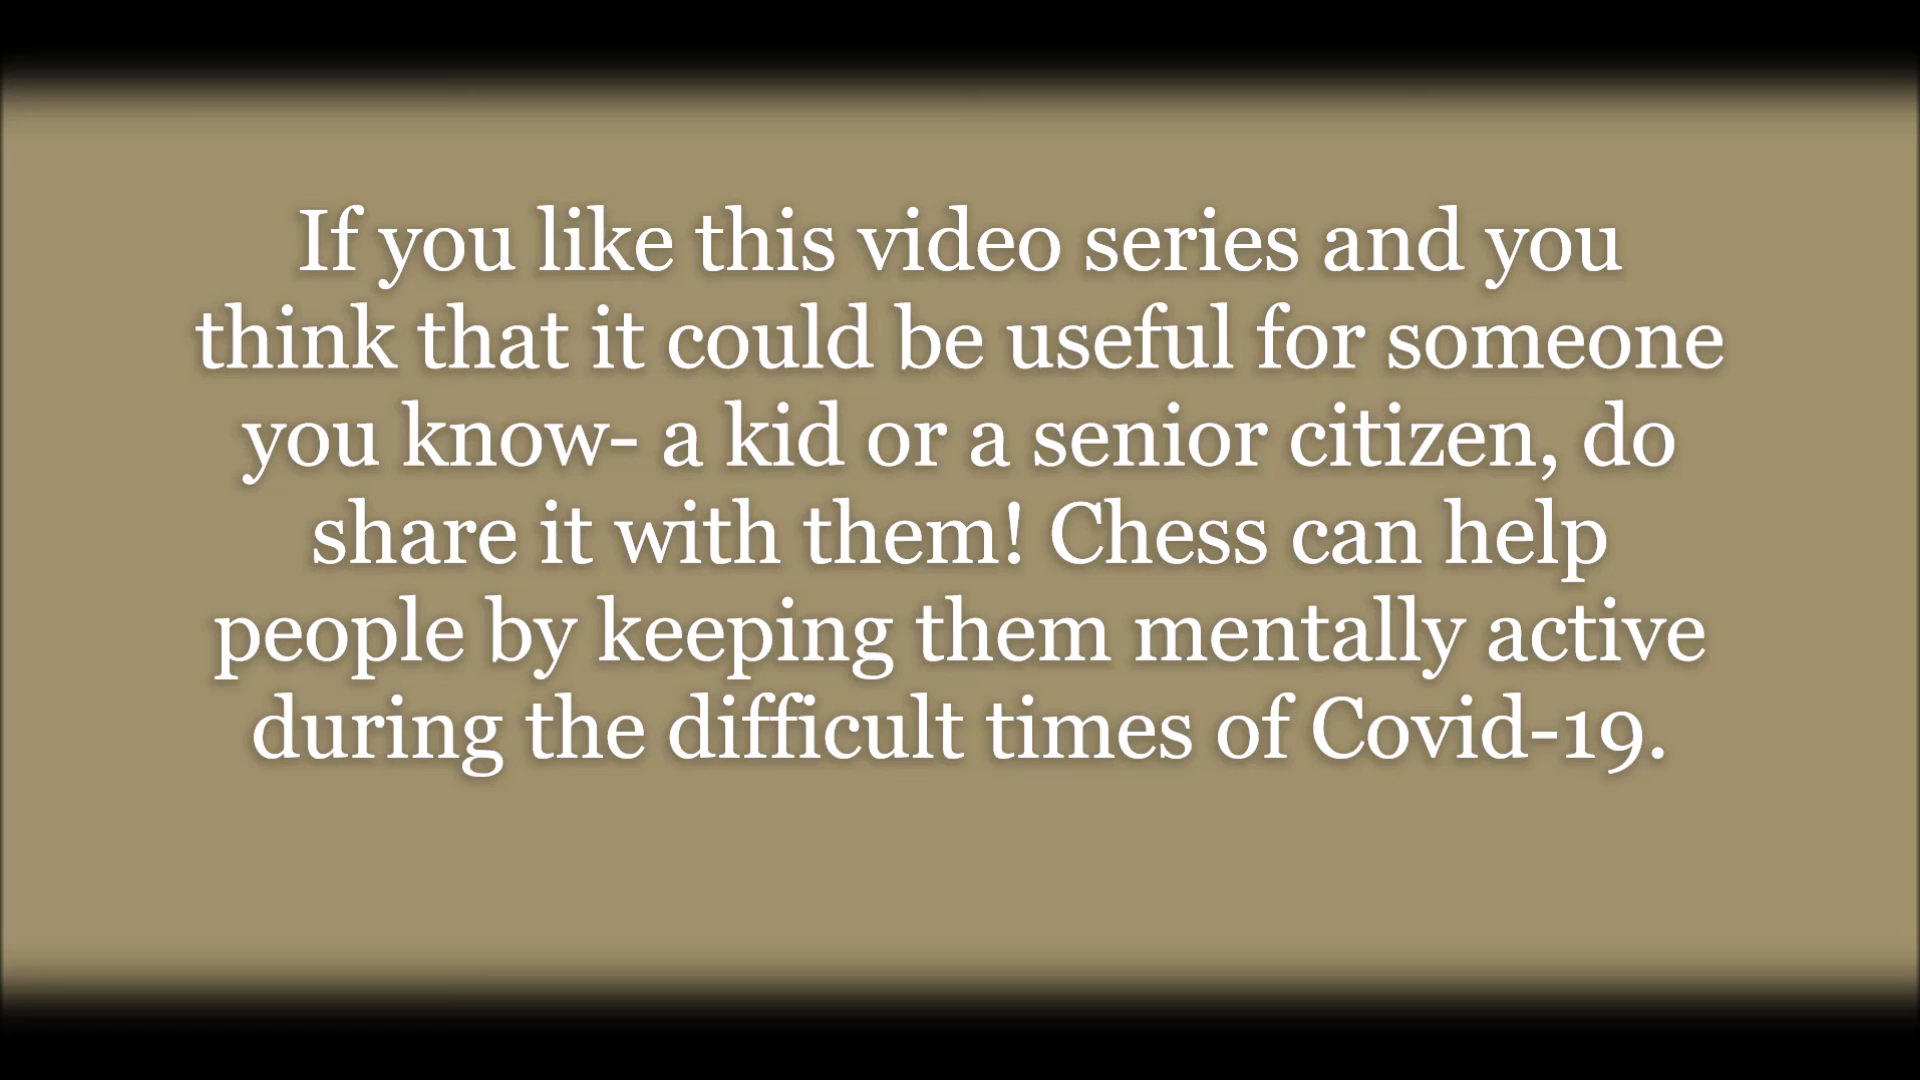 If you like this video series and you
think that it could be useful for someone
you know- a kid or a senior citizen, do
share it with them! Chess can help
people by keeping them mentally active
during the difficult times of Covid-19.